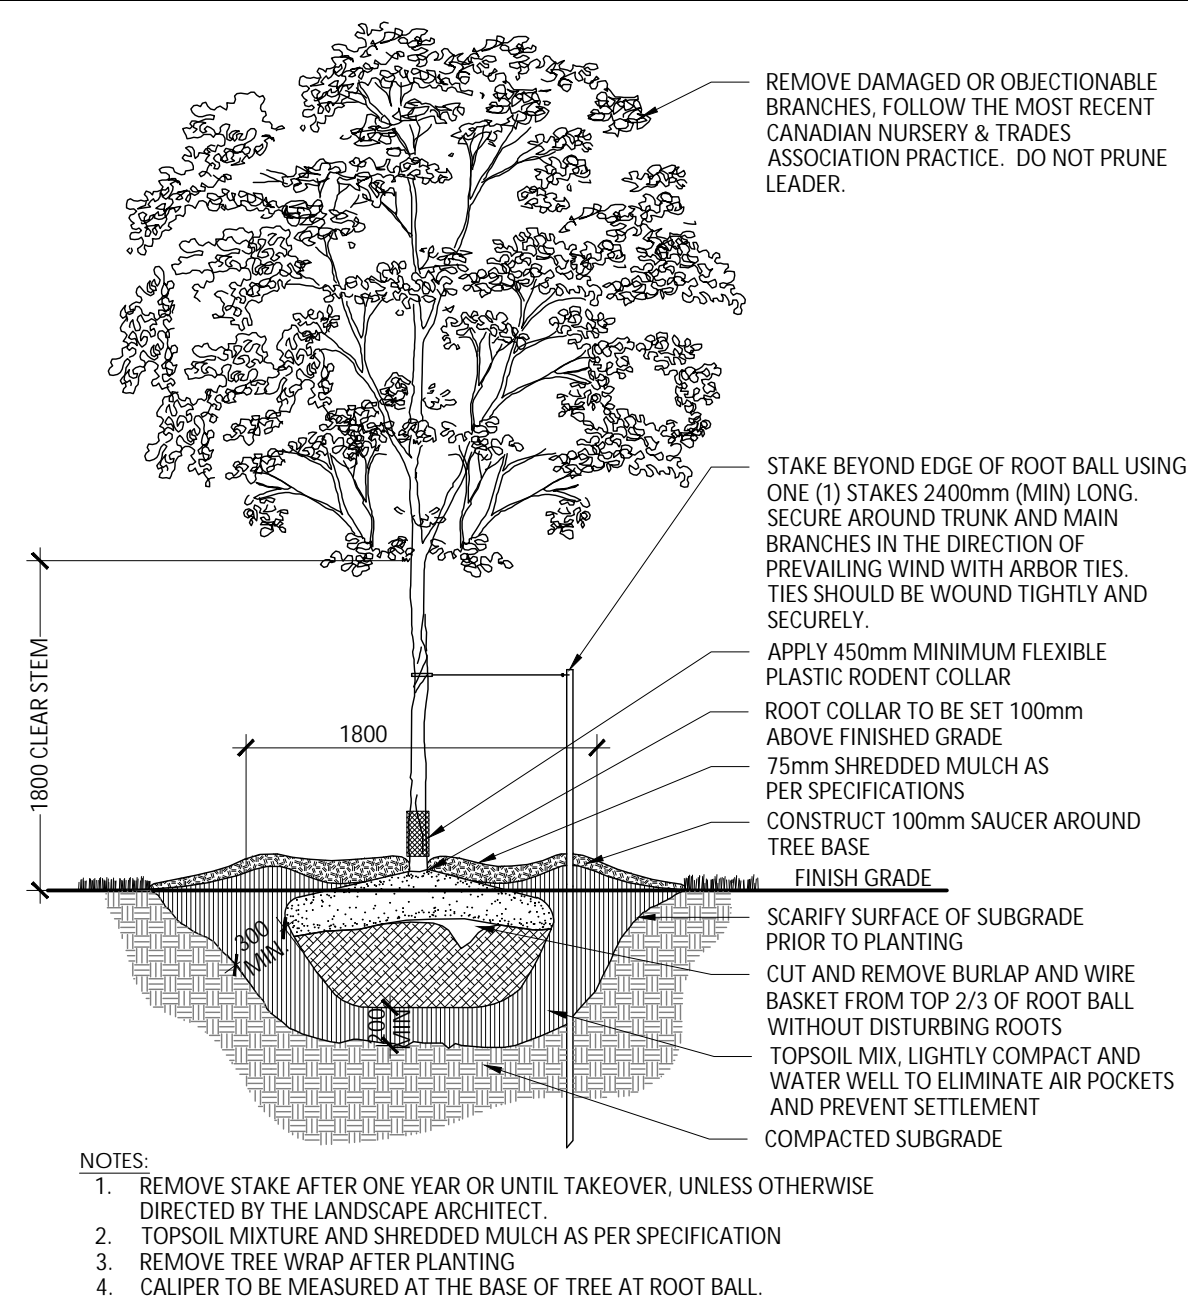 REMOVE DAMAGED OR OBJECTIONABLE
BRANCHES, FOLLOW THE MOST RECENT
CANADIAN NURSERY & TRADES
ASSOCIATION PRACTICE. DO NOT PRUNE
LEADER.
STAKE BEYOND EDGE OF ROOT BALL USING
ONE (1) STAKES 2400mm (MIN) LONG.
SECURE AROUND TRUNK AND MAIN
BRANCHES IN THE DIRECTION OF
PREVAILING WIND WITH ARBOR TIES.
TIES SHOULD BE WOUND TIGHTLY AND
SECURELY.
APPLY 450mm MINIMUM FLEXIBLE
PLASTIC RODENT COLLAR
ROOT COLLAR TO BE SET 100mm
ABOVE FINISHED GRADE
75mm SHREDDED MULCH AS
PER SPECIFICATIONS
CONSTRUCT 100mm SAUCER AROUND
TREE BASE
FINISH GRADE
SCARIFY SURFACE OF SUBGRADE
PRIOR TO PLANTING
CUT AND REMOVE BURLAP AND WIRE
BASKET FROM TOP 2/3 OF ROOT BALL
WITHOUT DISTURBING ROOTS
TOPSOIL MIX, LIGHTLY COMPACT AND
WATER WELL TO ELIMINATE AIR POCKETS
AND PREVENT SETTLEMENT
COMPACTED SUBGRADE
1800 CLEAR STEM
1800
300
MIN.
MIN
NOTES:
1. REMOVE STAKE AFTER ONE YEAR OR UNTIL TAKEOVER, UNLESS OTHERWISE
DIRECTED BY THE LANDSCAPE ARCHITECT.
2. TOPSOIL MIXTURE AND SHREDDED MULCH AS PER SPECIFICATION
3. REMOVE TREE WRAP AFTER PLANTING
4. CALIPER TO BE MEASURED AT THE BASE OF TREE AT ROOT BALL.